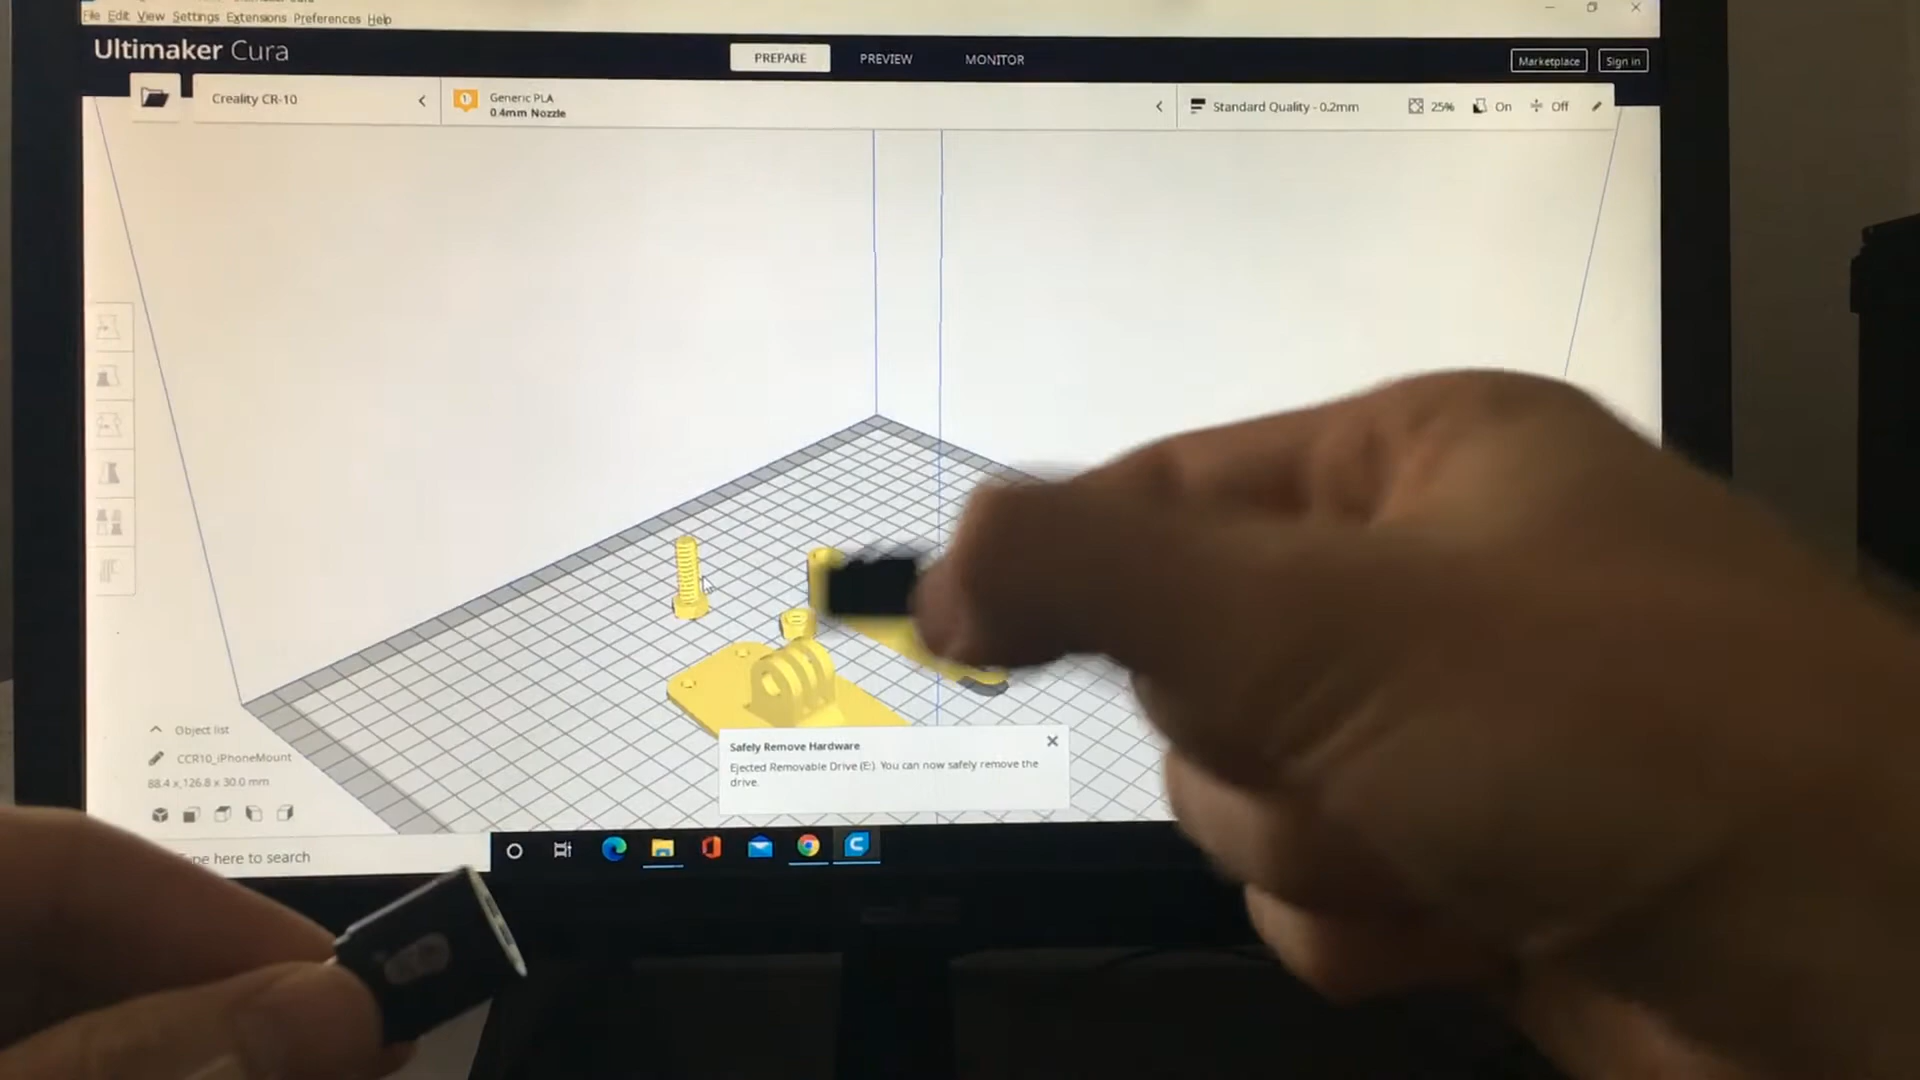 File Edit View Settings Extensions Preferences Help
Ultimaker Cura
PREPARE
PREVIEW
MONITOR
Marketplace
Sign in
Creality CR-10
1
Generic PLA
0.4mm Nozzle
Standard Quality - 0.2mm
25%
On
Off
Object list
CCR10_iPhoneMount
88.4 x 126.8 x 30.0 mm
Safely Remove Hardware
Ejected Removable Drive (E:). You can now safely remove the
drive.
here to search